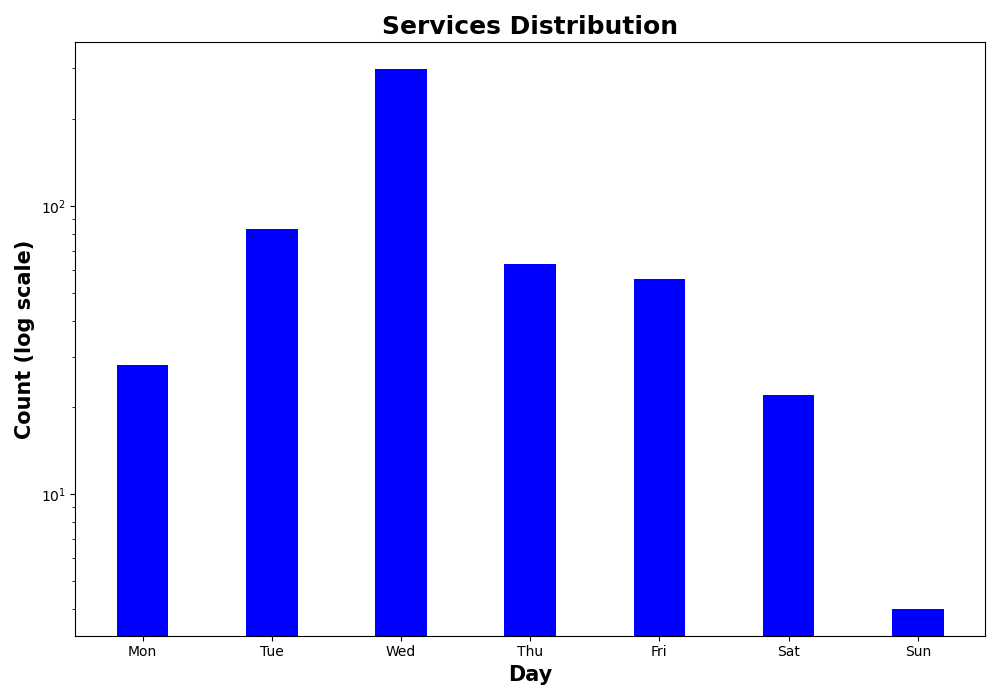 Services Distribution
Count (log scale)
10²
10¹
Mon Tue Wed Thu Fri Sat Sun
Day